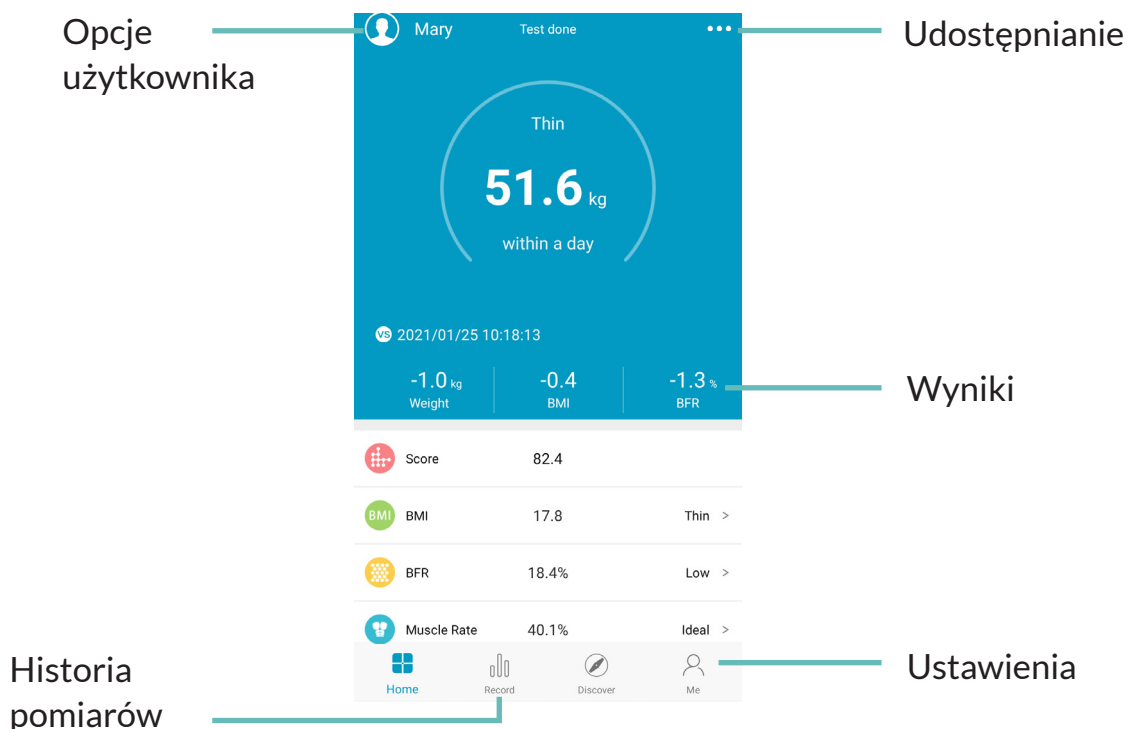 Opcje
użytkownika
Mary
Test done
Udostępnianie
Thin
51.6 kg
within a day
VS 2021/01/25 10:18:13
-1.0 kg
Weight
-0.4
BMI
-1.3 %
BFR
Wyniki
Score 82.4
BMI BMI 17.8 Thin >
BFR 18.4% Low >
Muscle Rate 40.1% Ideal >
Home
Record
Discover
Me
Ustawienia
Historia
pomiarów